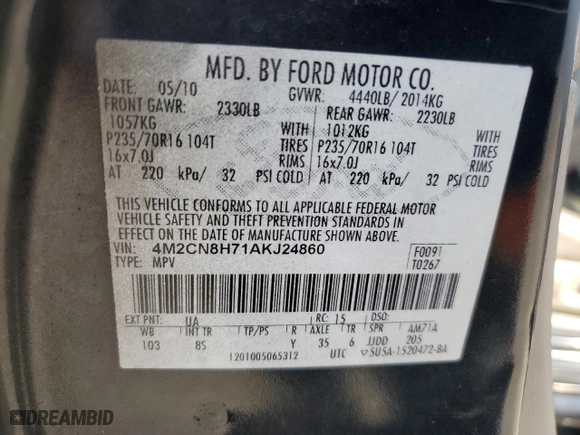 MFD. BY FORD MOTOR CO.
DATE: 05/10 GVWR: 4440LB/ 2014KG
FRONT GAWR: 2330LB REAR GAWR: 2230LB
1057KG WITH 1012KG WITH
P235/70R16 104T TIRES P235/70R16 104T TIRES
16x7.0J RIMS 16x7.0J RIMS
AT 220 kPa/ 32 PSI COLD AT 220 kPa/ 32 PSI COLD
THIS VEHICLE CONFORMS TO ALL APPLICABLE FEDERAL MOTOR
VEHICLE SAFETY AND THEFT PREVENTION STANDARDS IN
EFFECT ON THE DATE OF MANUFACTURE SHOWN ABOVE.
VIN: 4M2CN8H71AKJ24860 F0091
TYPE: MPV T0267
EXT PNT: UA RC: 15 DSO:
WB INT TR TP/PS R AXLE TR SPR AM71A
103 8S Y 35 6 JJDD 205
1201005065312 UTC ▽5U5A-1520472-BA
DREAMBID